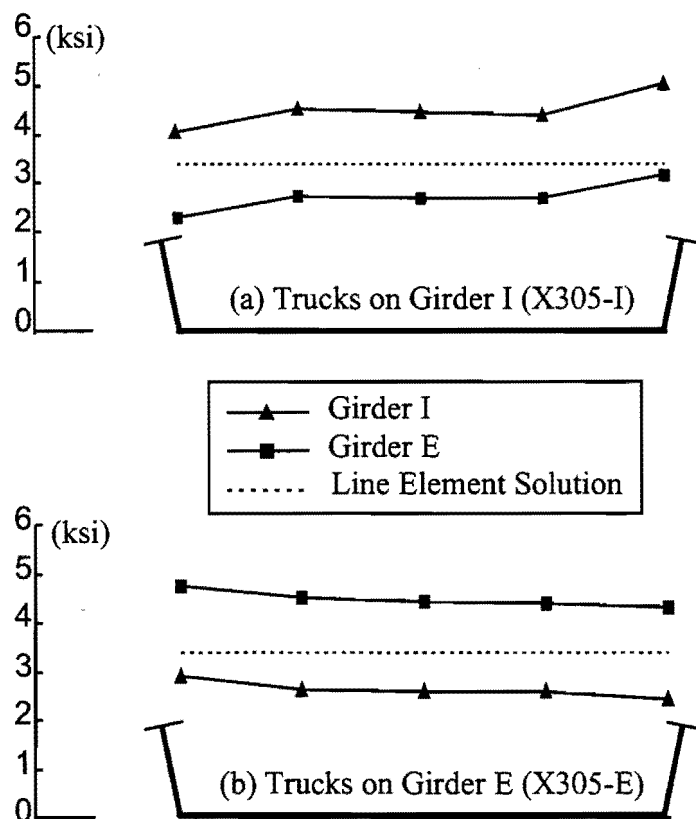 6 (ksi)
5
4
3
2
1
0
(a) Trucks on Girder I (X305-I)
Girder I
Girder E
Line Element Solution
6
(ksi)
5
4
3
2
1
0
(b) Trucks on Girder E (X305-E)